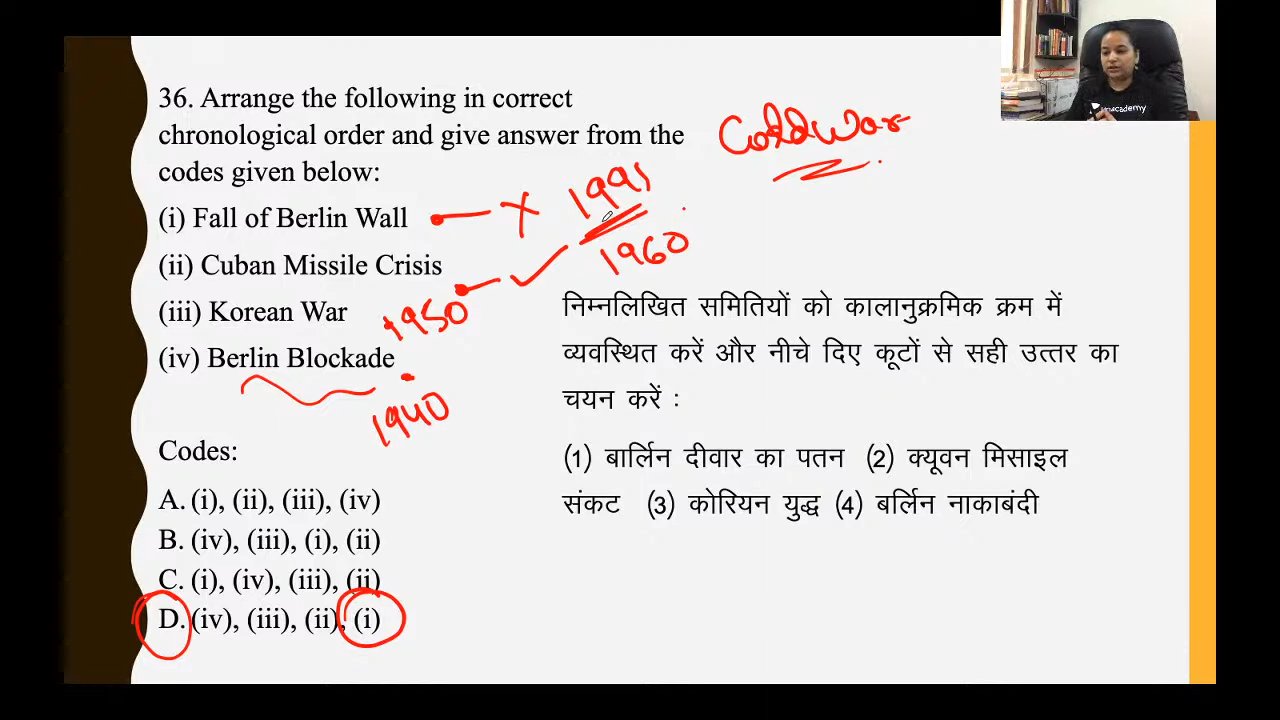 36. Arrange the following in correct
chronological order and give answer from the
codes given below:
(i) Fall of Berlin Wall
(ii) Cuban Missile Crisis
(iii) Korean War
(iv) Berlin Blockade
Codes:
A. (i), (ii), (iii), (iv)
B. (iv), (iii), (i), (ii)
C. (i), (iv), (iii), (ii)
D. (iv), (iii), (ii), (i)
Cold War
1991
1960
1950
1940
निम्नलिखित समितियों को कालानुक्रमिक क्रम में
व्यवस्थित करें और नीचे दिए कूटों से सही उत्तर का
चयन करें :
(1) बार्लिन दीवार का पतन (2) क्यूवन मिसाइल
संकट (3) कोरियन युद्ध (4) बर्लिन नाकाबंदी